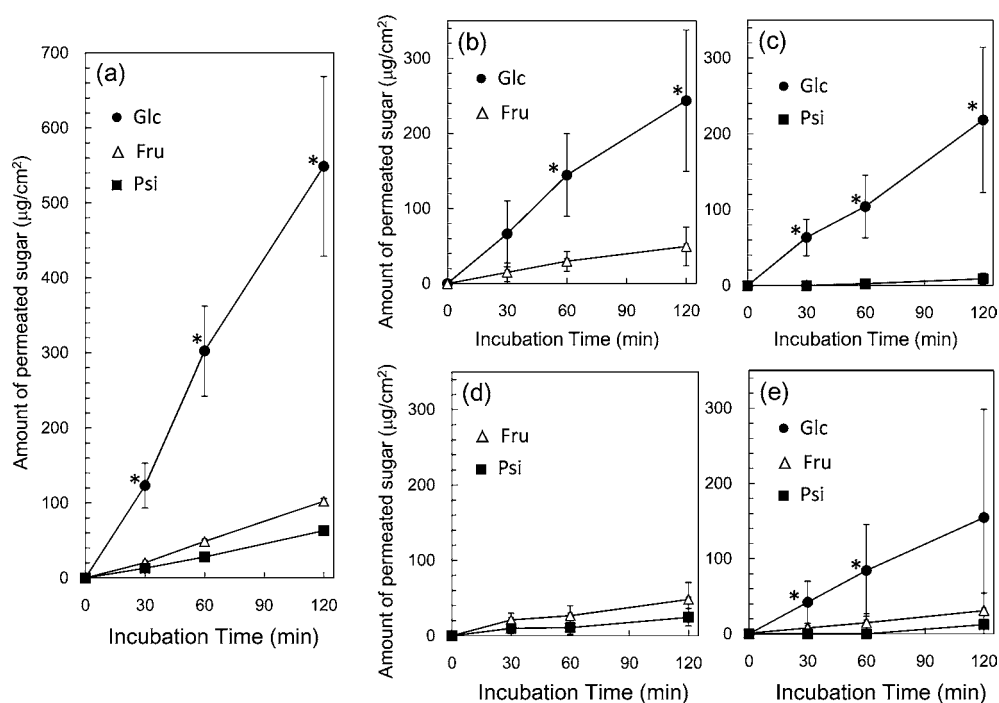 (a)
Glc
Fru
Psi
700
600
500
400
300
200
100
0
*
*
*
0 30 60 90 120
Incubation Time (min)
Amount of permeated sugar (µg/cm²)
(b)
Glc
Fru
300
200
100
0
*
*
0 30 60 90 120
Incubation Time (min)
Amount of permeated sugar (µg/cm²)
(c)
Glc
Psi
300
200
100
0
*
*
*
0 30 60 90 120
Incubation Time (min)
(d)
Fru
Psi
300
200
100
0
0 30 60 90 120
Incubation Time (min)
Amount of permeated sugar (µg/cm²)
(e)
Glc
Fru
Psi
300
200
100
0
*
*
0 30 60 90 120
Incubation Time (min)